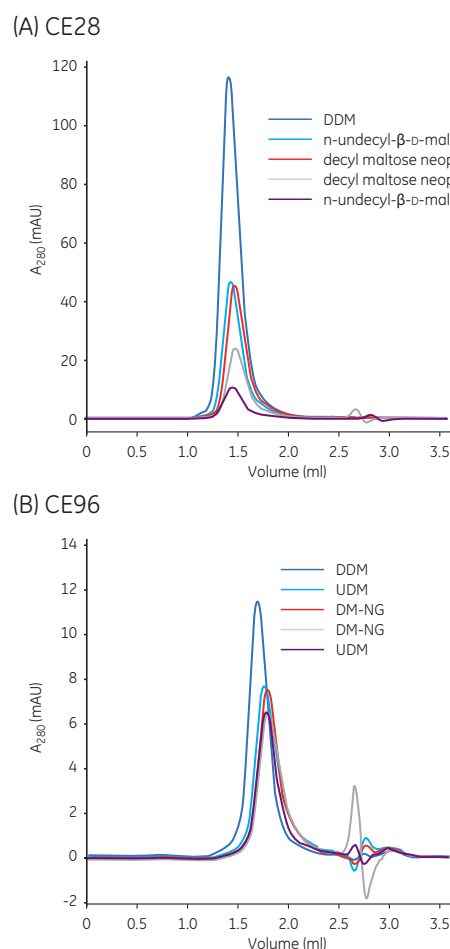 (A) CE28
120
100
80
60
40
20
0
A280 (mAU)
DDM
n-undecyl-β-D-mal
decyl maltose neop
decyl maltose neop
n-undecyl-β-D-mal
0 0.5 1.0 1.5 2.0 2.5 3.0 3.5
Volume (ml)
(B) CE96
14
12
10
8
6
4
2
0
-2
A280 (mAU)
DDM
UDM
DM-NG
DM-NG
UDM
0 0.5 1.0 1.5 2.0 2.5 3.0 3.5
Volume (ml)